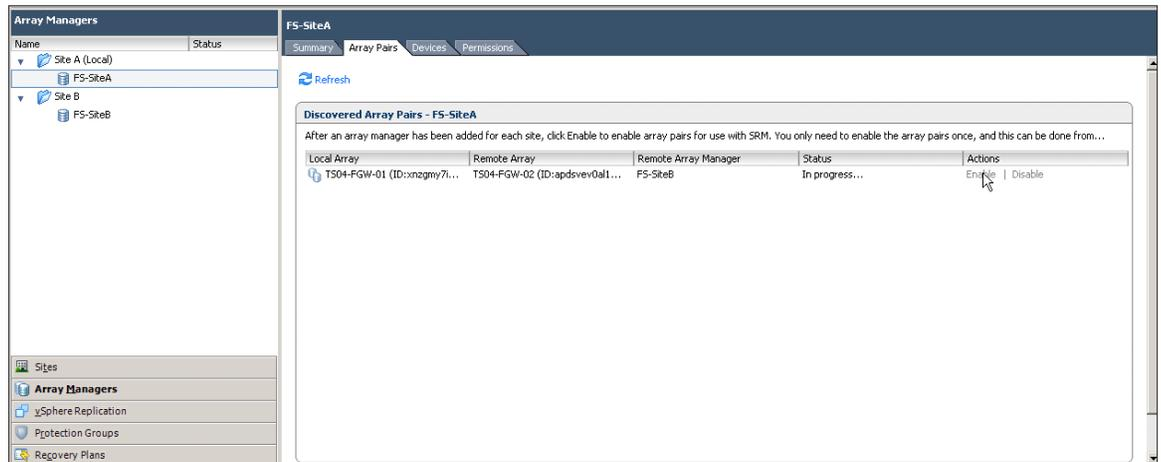 Array Managers
Name Status
Site A (Local)
FS-SiteA
Site B
FS-SiteB
Sites
Array Managers
vSphere Replication
Protection Groups
Recovery Plans
FS-SiteA
Summary Array Pairs Devices Permissions
Refresh
Discovered Array Pairs - FS-SiteA
After an array manager has been added for each site, click Enable to enable array pairs for use with SRM. You only need to enable the array pairs once, and this can be done from...
Local Array Remote Array Remote Array Manager Status Actions
TS04-FGW-01 (ID:xnzgmy7i... TS04-FGW-02 (ID:apdsvev0al1... FS-SiteB In progress... Enable | Disable